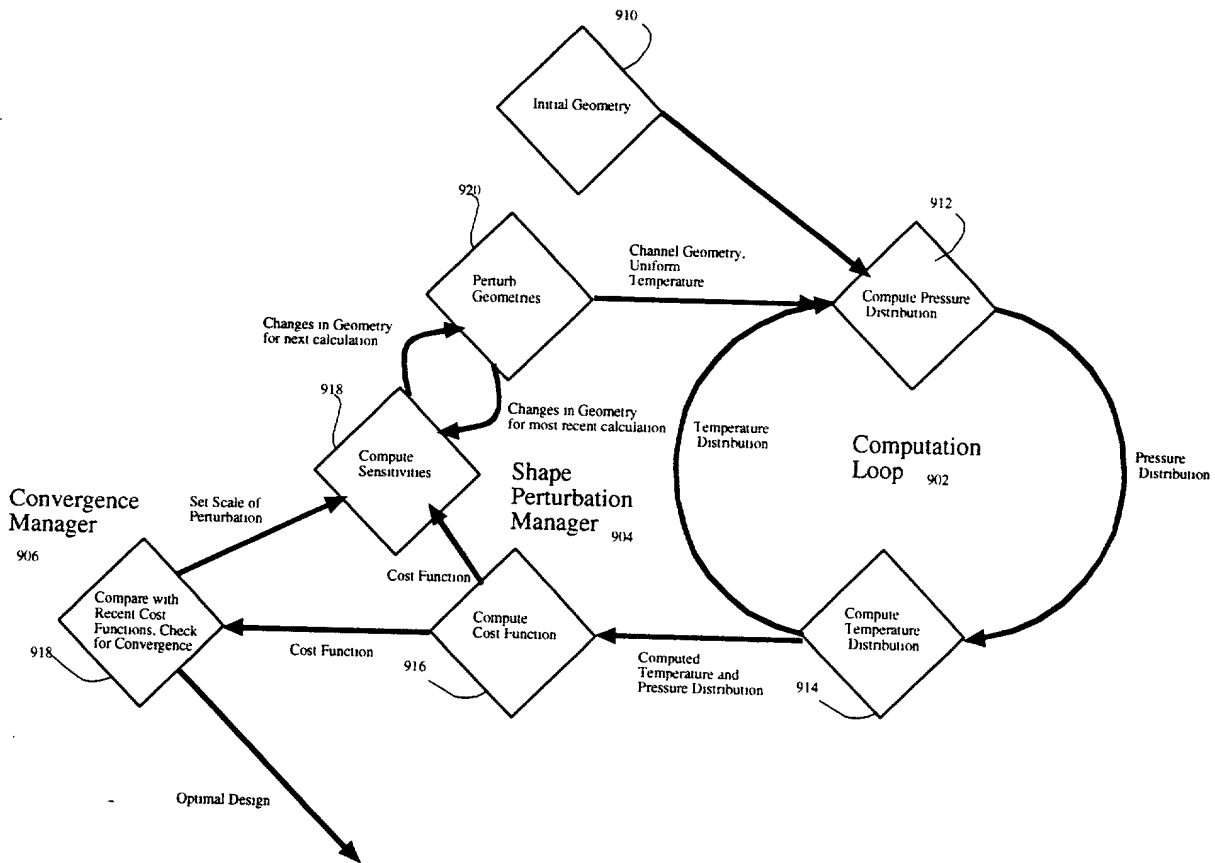 910
Initial Geometry
920
912
Channel Geometry,
Uniform
Temperature
Perturb
Geometries
Compute Pressure
Distribution
Changes in Geometry
for next calculation
918
Changes in Geometry
for most recent calculation
Temperature
Distribution
Computation
Loop 902
Pressure
Distribution
Compute
Sensitivities
Shape
Perturbation
Manager 904
Convergence
Manager
906
Set Scale of
Perturbation
Cost Function
Compare with
Recent Cost
Functions, Check
for Convergence
918
Compute
Cost Function
Compute
Temperature
Distribution
Cost Function
916
Computed
Temperature and
Pressure Distribution
914
Optimal Design